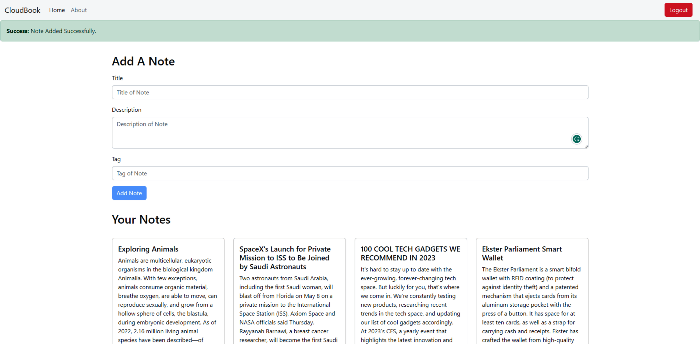 CloudBook Home About Logout
Success: Note Added Successfully.
Add A Note
Title
Title of Note
Description
Description of Note
Tag
Tag of Note
Add Note
Your Notes
Exploring Animals
Animals are multicellular, eukaryotic
organisms in the biological kingdom
Animalia. With few exceptions,
animals consume organic material,
breathe oxygen, are able to move, can
reproduce sexually, and grow from a
hollow sphere of cells, the blastula,
during embryonic development. As of
2022, 2.16 million living animal
species have been described—of
SpaceX's Launch for Private
Mission to ISS to Be Joined
by Saudi Astronauts
Two astronauts from Saudi Arabia,
including the first Saudi woman, will
blast off from Florida on May 8 on a
private mission to the International
Space Station (ISS), Axiom Space and
NASA officials said Thursday.
Rayyanah Barnawi, a breast cancer
researcher, will become the first Saudi
100 COOL TECH GADGETS WE
RECOMMEND IN 2023
It's hard to stay up to date with the
ever-growing, forever-changing tech
space. But luckily for you, that's where
we come in. We're constantly testing
new products, researching recent
trends in the tech space, and updating
our list of cool gadgets accordingly.
At 2023's CES, a yearly event that
highlights the latest innovation and
Ekster Parliament Smart
Wallet
The Ekster Parliament is a smart bifold
wallet with RFID coating (to protect
against identity theft) and a patented
mechanism that ejects cards from its
aluminum storage pocket with the
press of a button. It has space for at
least ten cards, as well as a strap for
carrying cash and receipts. Ekster has
crafted the wallet from high-quality